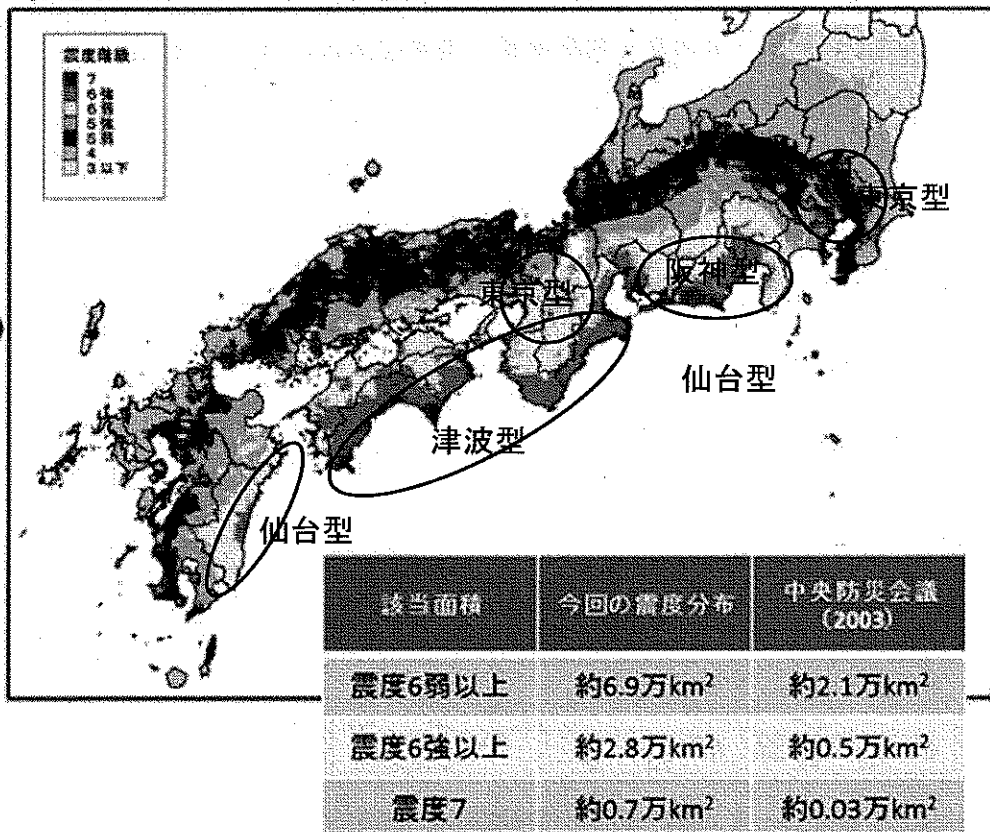 震度階級
7
6強
6弱
5強
5弱
4
3以下
東京型
阪神型
東京型
仙台型
津波型
仙台型
該当面積 今回の震度分布 中央防災会議
(2003)
震度6弱以上 約6.9万km² 約2.1万km²
震度6強以上 約2.8万km² 約0.5万km²
震度7 約0.7万km² 約0.03万km²